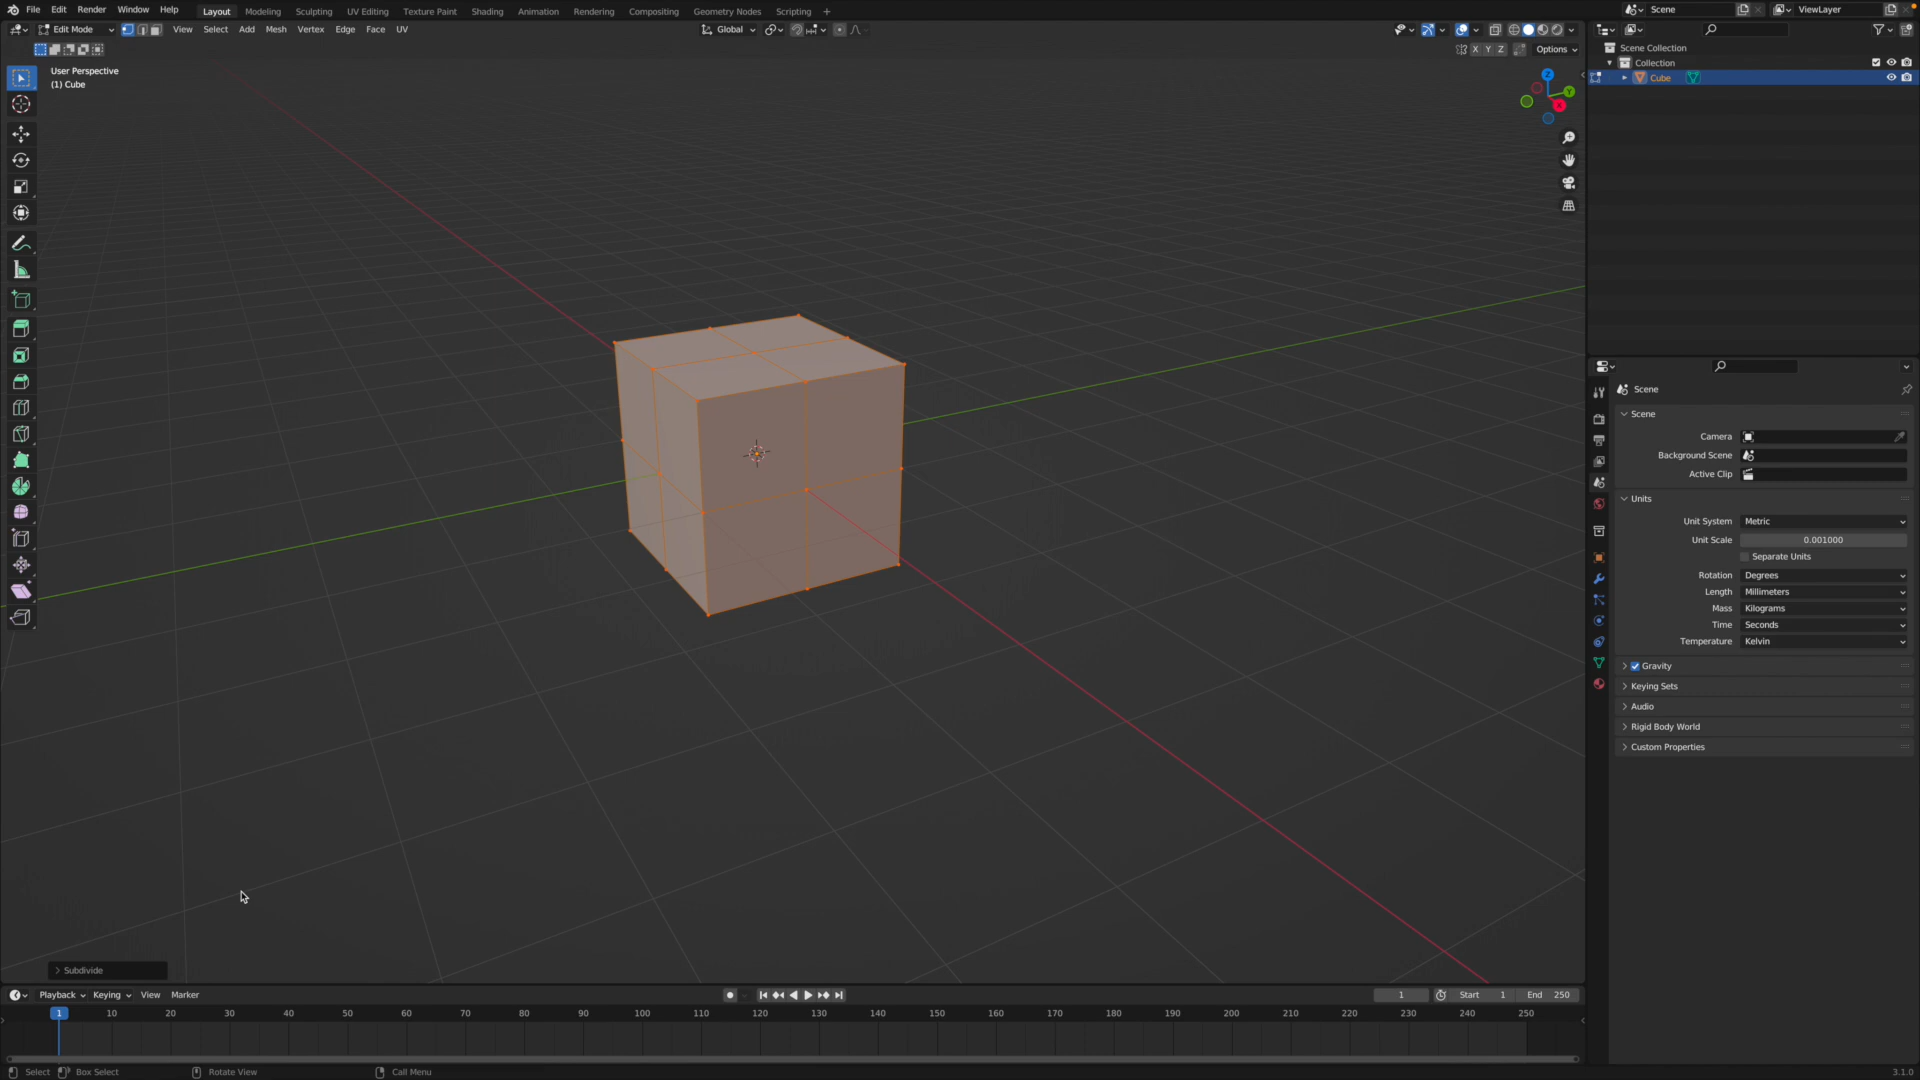 File Edit Render Window Help Layout Modeling Sculpting UV Editing Texture Paint Shading Animation Rendering Compositing Geometry Nodes Scripting + Scene ViewLayer
Edit Mode View Select Add Mesh Vertex Edge Face UV Global
X Y Z Options
User Perspective
(1) Cube
Z
Y
X
Scene Collection
Collection
Cube
Scene
Scene
Camera
Background Scene
Active Clip
Units
Unit System Metric
Unit Scale 0.001000
Separate Units
Rotation Degrees
Length Millimeters
Mass Kilograms
Time Seconds
Temperature Kelvin
Gravity
Keying Sets
Audio
Rigid Body World
Custom Properties
Subdivide
Playback Keying View Marker 1 Start 1 End 250
1 10 20 30 40 50 60 70 80 90 100 110 120 130 140 150 160 170 180 190 200 210 220 230 240 250
Select Box Select Rotate View Call Menu 3.1.0